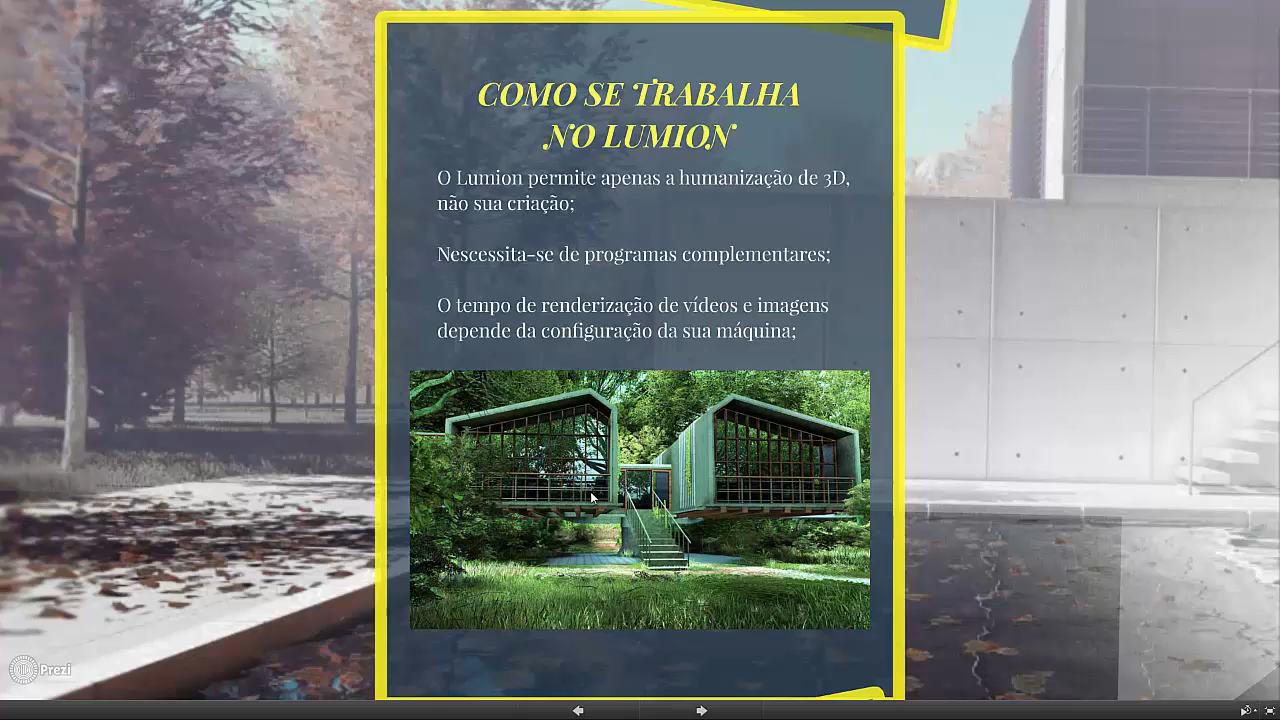 COMO SE TRABALHA
NO LUMION
O Lumion permite apenas a humanização de 3D,
não sua criação;
Nescessita-se de programas complementares;
O tempo de renderização de vídeos e imagens
depende da configuração da sua máquina;
Prezi